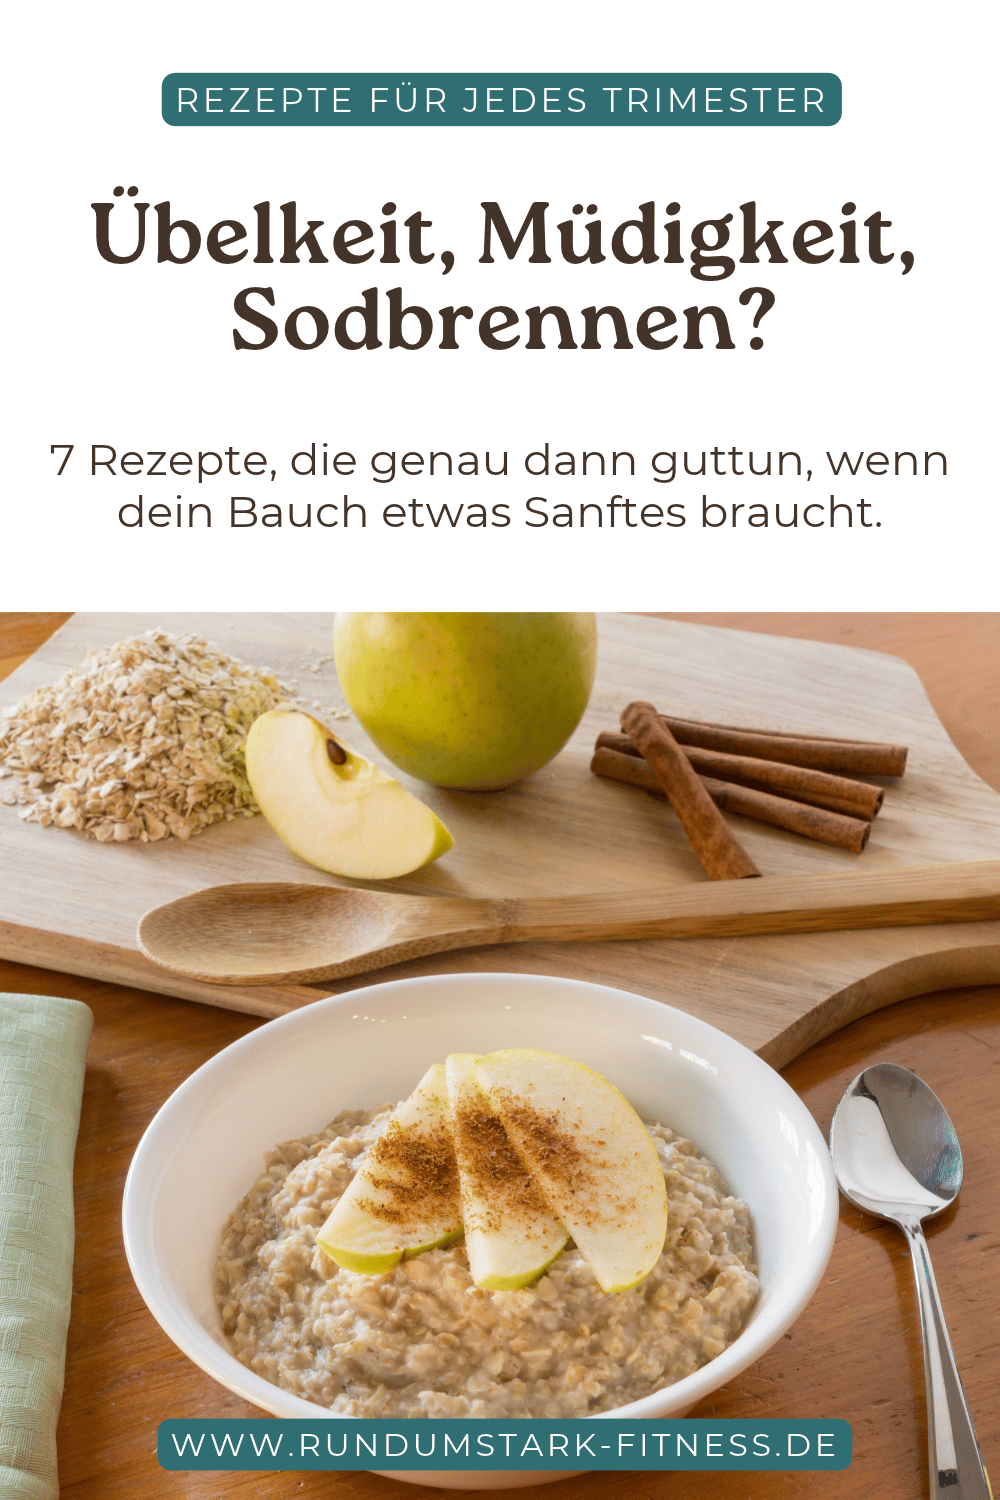 REZEPTE FÜR JEDES TRIMESTER
Übelkeit, Müdigkeit,
Sodbrennen?
7 Rezepte, die genau dann guttun, wenn
dein Bauch etwas Sanftes braucht.
WWW.RUNDUMSTARK-FITNESS.DE